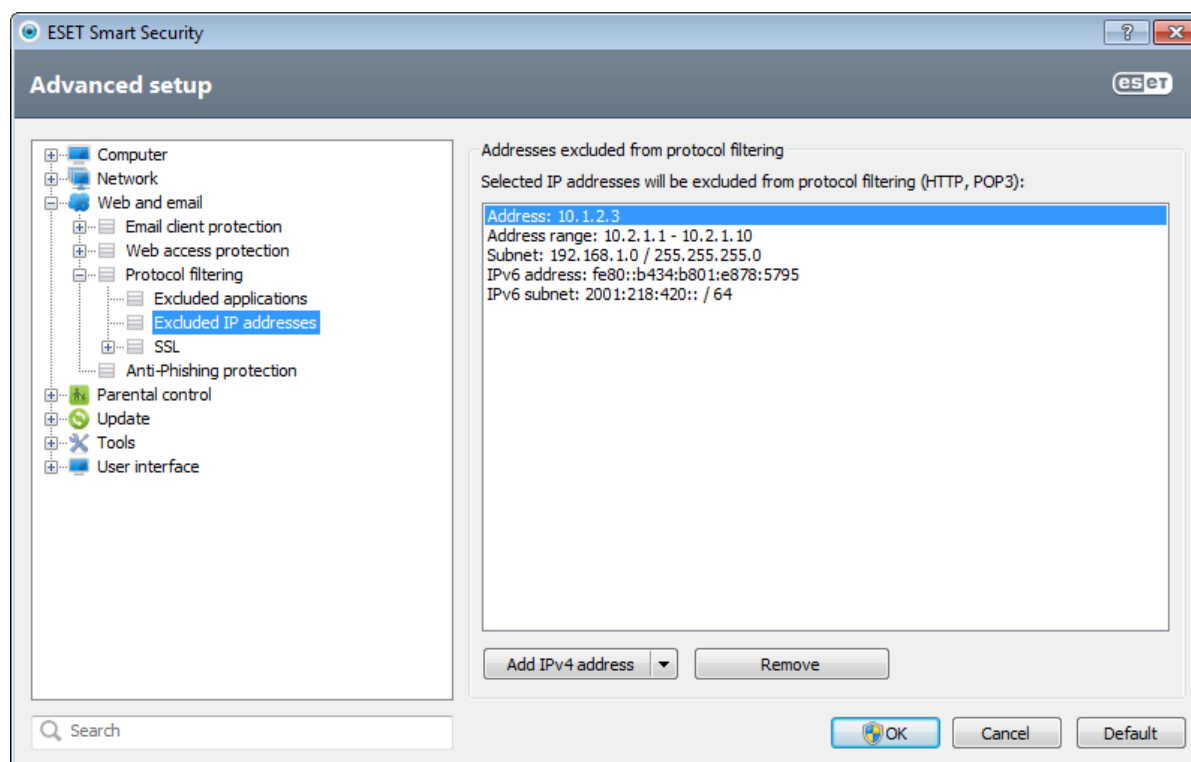 ESET Smart Security
?
Advanced setup
eseT
Computer
Network
Web and email
Email client protection
Web access protection
Protocol filtering
Excluded applications
Excluded IP addresses
SSL
Anti-Phishing protection
Parental control
Update
Tools
User interface
Search
Addresses excluded from protocol filtering
Selected IP addresses will be excluded from protocol filtering (HTTP, POP3):
Address: 10.1.2.3
Address range: 10.2.1.1 - 10.2.1.10
Subnet: 192.168.1.0 / 255.255.255.0
IPv6 address: fe80::b434:b801:e878:5795
IPv6 subnet: 2001:218:420:: / 64
Add IPv4 address
Remove
OK
Cancel
Default